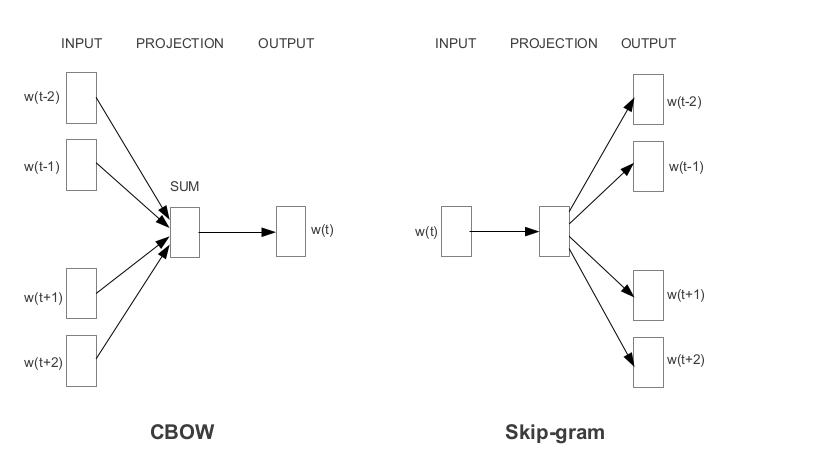 INPUT PROJECTION OUTPUT
w(t-2)
w(t-1)
SUM
w(t)
w(t+1)
w(t+2)
CBOW
INPUT PROJECTION OUTPUT
w(t-2)
w(t-1)
w(t)
w(t+1)
w(t+2)
Skip-gram